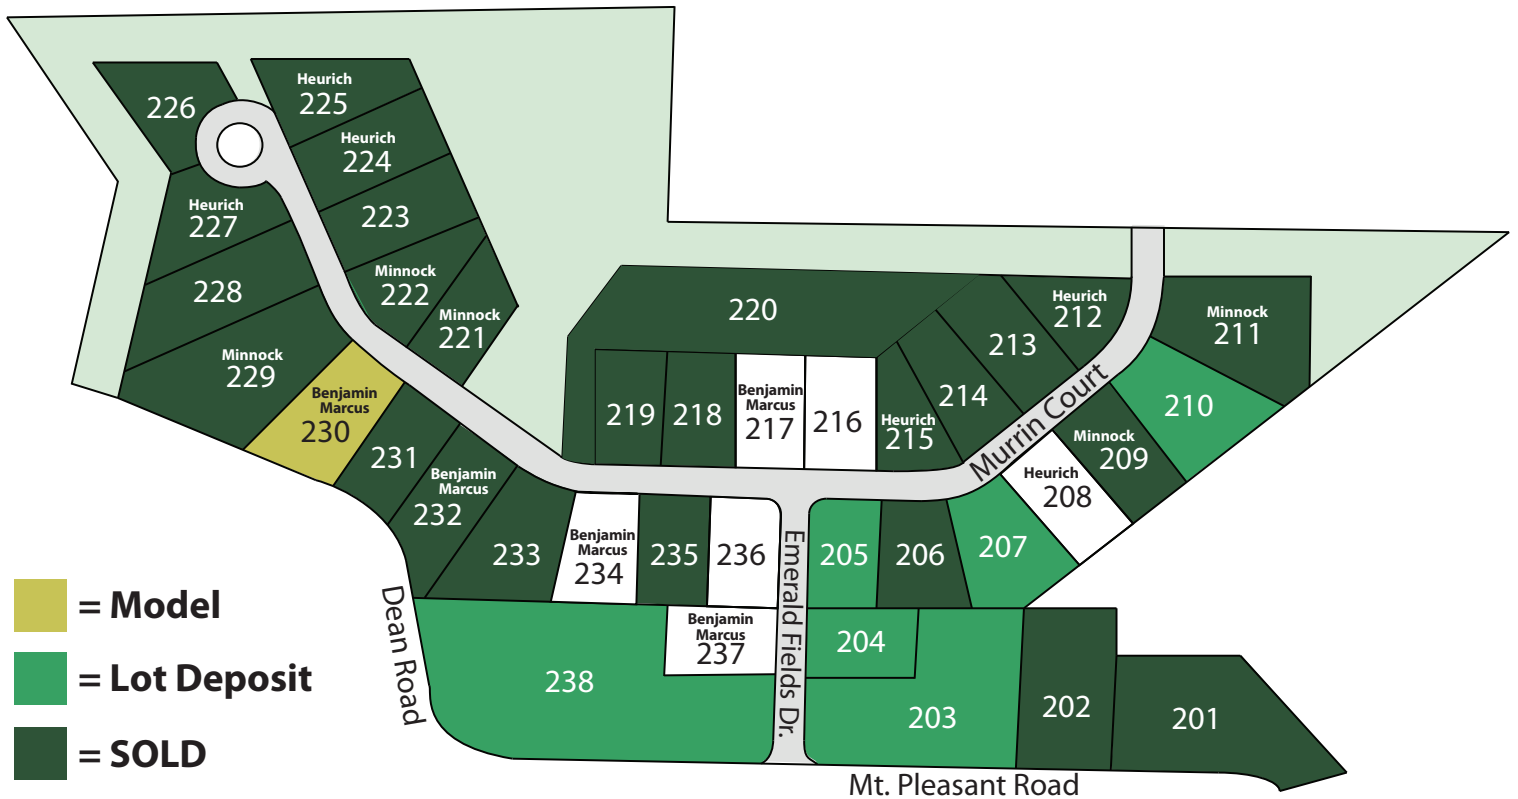 226
Heurich
225
Heurich
224
223
Heurich
227
Minnock
222
228
Minnock
221
Minnock
229
Benjamin
Marcus
230
231
Benjamin
Marcus
232
233
Benjamin
Marcus
234
235
236
220
219
218
Benjamin
Marcus
217
216
Heurich
215
214
213
Heurich
212
Minnock
211
210
Minnock
209
Heurich
208
207
206
205
Murrin Court
Emerald Fields Dr.
Dean Road
Benjamin
Marcus
237
238
204
203
202
201
Mt. Pleasant Road
= Model
= Lot Deposit
= SOLD